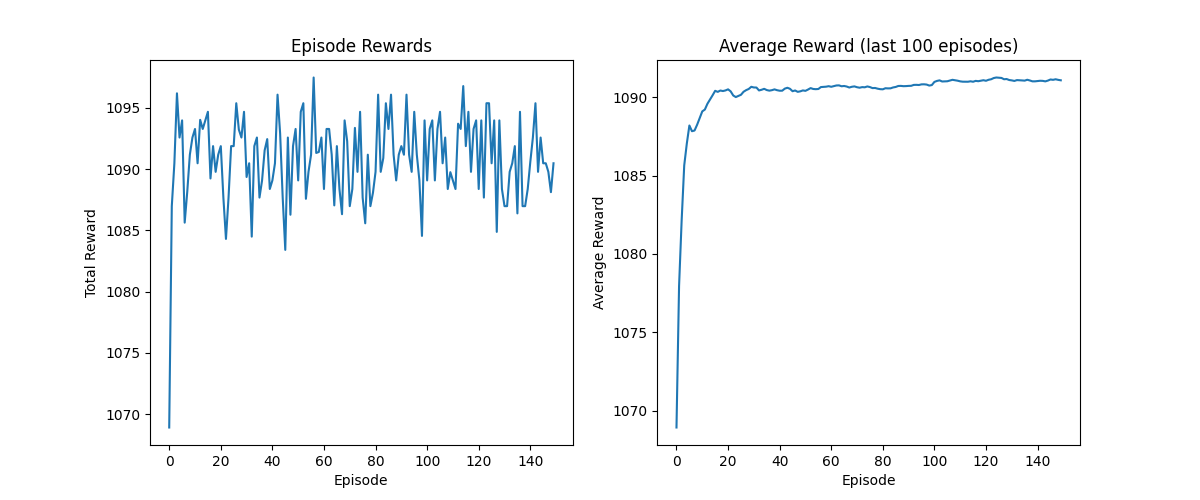 Episode Rewards
Total Reward
1095
1090
1085
1080
1075
1070
0 20 40 60 80 100 120 140
Episode
Average Reward (last 100 episodes)
Average Reward
1090
1085
1080
1075
1070
0 20 40 60 80 100 120 140
Episode